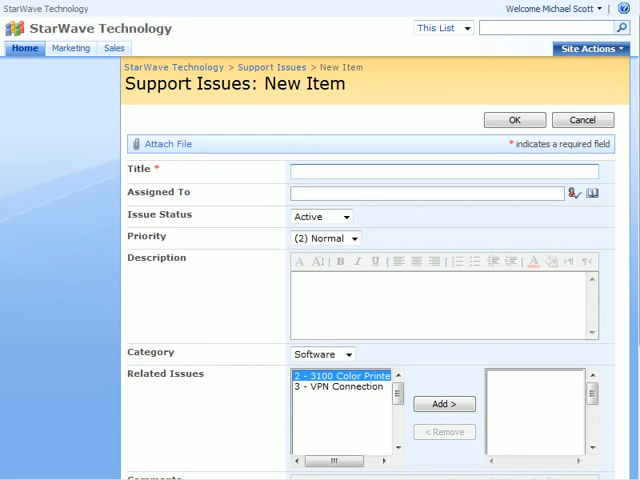 StarWave Technology
Welcome Michael Scott
StarWave Technology
This List
Home
Marketing
Sales
Site Actions
StarWave Technology > Support Issues > New Item
Support Issues: New Item
OK
Cancel
Attach File
* indicates a required field
Title *
Assigned To
Issue Status
Active
Priority
(2) Normal
Description
A A B I U A
Category
Software
Related Issues
2 - 3100 Color Printe
3 - VPN Connection
Add >
< Remove
Comments